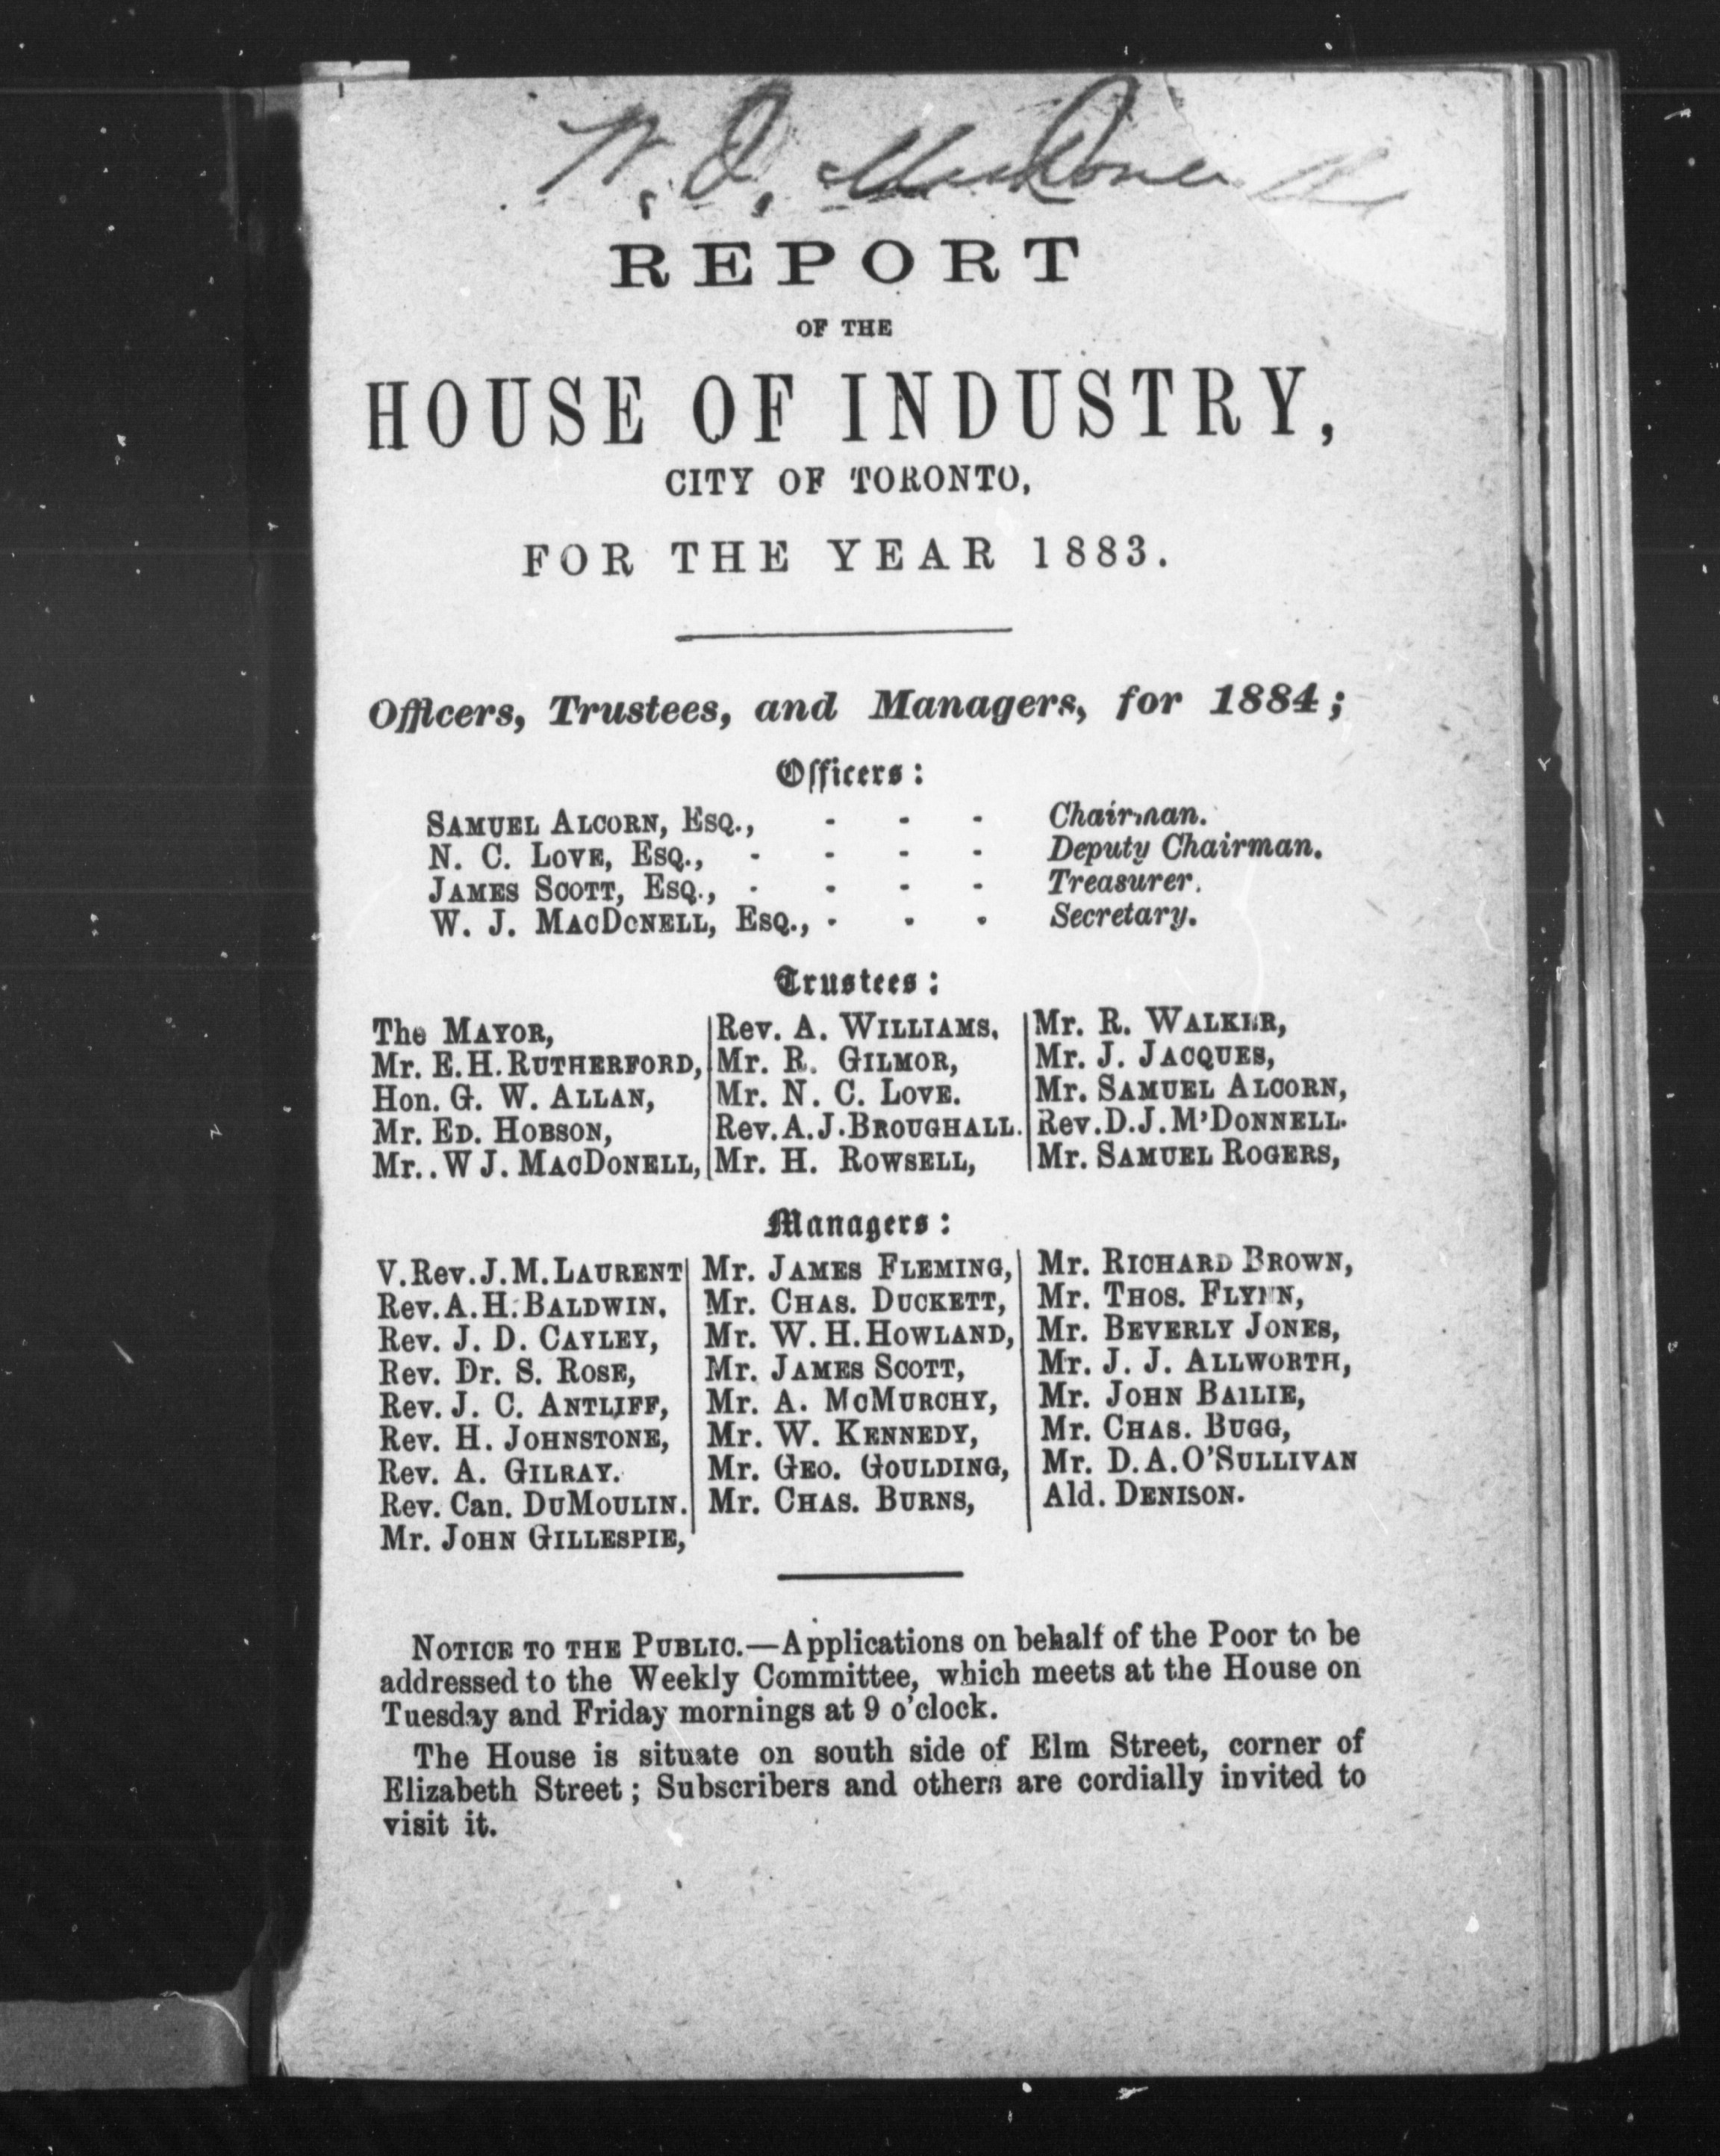 W. J. MacDonell
REPORT
OF THE
HOUSE OF INDUSTRY,
CITY OF TORONTO,
FOR THE YEAR 1883.
Officers, Trustees, and Managers, for 1884;
Officers:
SAMUEL ALCORN, ESQ., - - - Chairman.
N. C. LOVE, ESQ., - - - - Deputy Chairman.
JAMES SCOTT, ESQ., - - - - Treasurer.
W. J. MACDONELL, ESQ., - - - Secretary.
Trustees:
The MAYOR,
Mr. E. H. RUTHERFORD,
Hon. G. W. ALLAN,
Mr. ED. HOBSON,
Mr.. W J. MACDONELL,
Rev. A. WILLIAMS.
Mr. R. GILMOR,
Mr. N. C. LOVE.
Rev. A. J. BROUGHALL.
Mr. H. ROWSELL,
Mr. R. WALKER,
Mr. J. JACQUES,
Mr. SAMUEL ALCORN,
Rev. D. J. M'DONNELL.
Mr. SAMUEL ROGERS,
Managers:
V. Rev. J. M. LAURENT
Rev. A. H. BALDWIN.
Rev. J. D. CAYLEY,
Rev. Dr. S. ROSE,
Rev. J. C. ANTLIFF,
Rev. H. JOHNSTONE,
Rev. A. GILRAY.
Rev. Can. DUMOULIN.
Mr. JOHN GILLESPIE,
Mr. JAMES FLEMING,
Mr. CHAS. DUCKETT,
Mr. W. H. HOWLAND,
Mr. JAMES SCOTT,
Mr. A. MCMURCHY,
Mr. W. KENNEDY,
Mr. GEO. GOULDING,
Mr. CHAS. BURNS,
Mr. RICHARD BROWN,
Mr. THOS. FLYNN,
Mr. BEVERLY JONES,
Mr. J. J. ALLWORTH,
Mr. JOHN BAILIE,
Mr. CHAS. BUGG,
Mr. D. A. O'SULLIVAN
Ald. DENISON.
NOTICE TO THE PUBLIC.—Applications on behalf of the Poor to be
addressed to the Weekly Committee, which meets at the House on
Tuesday and Friday mornings at 9 o'clock.
The House is situate on south side of Elm Street, corner of
Elizabeth Street; Subscribers and others are cordially invited to
visit it.